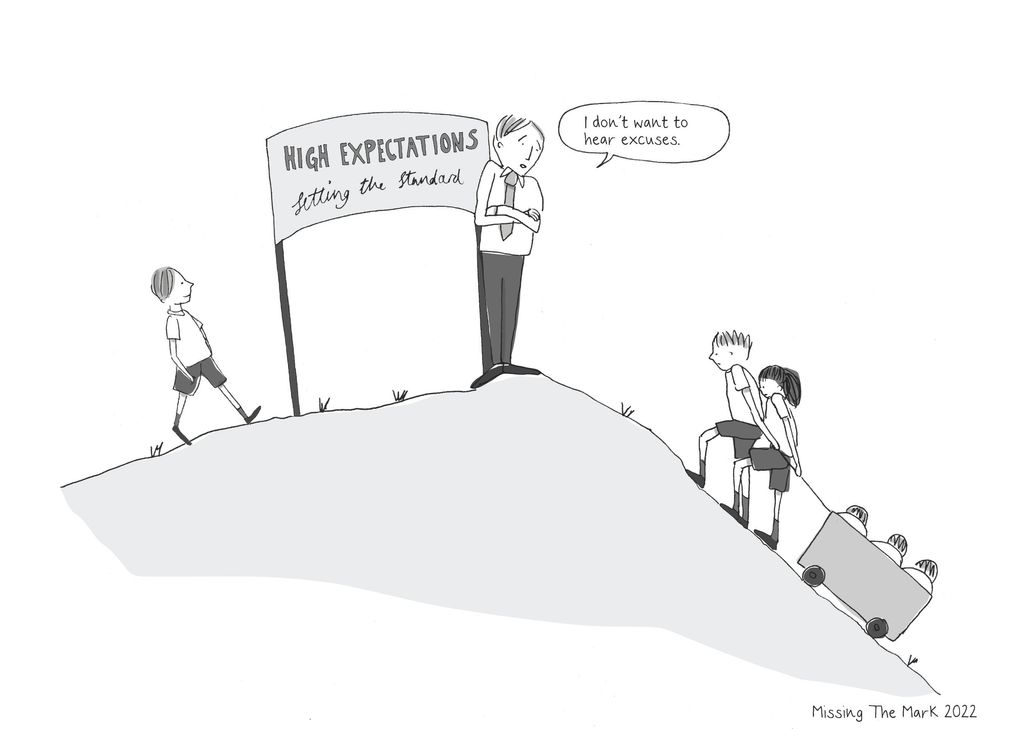 HIGH EXPECTATIONS
setting the standard
I don't want to
hear excuses.
Missing The Mark 2022